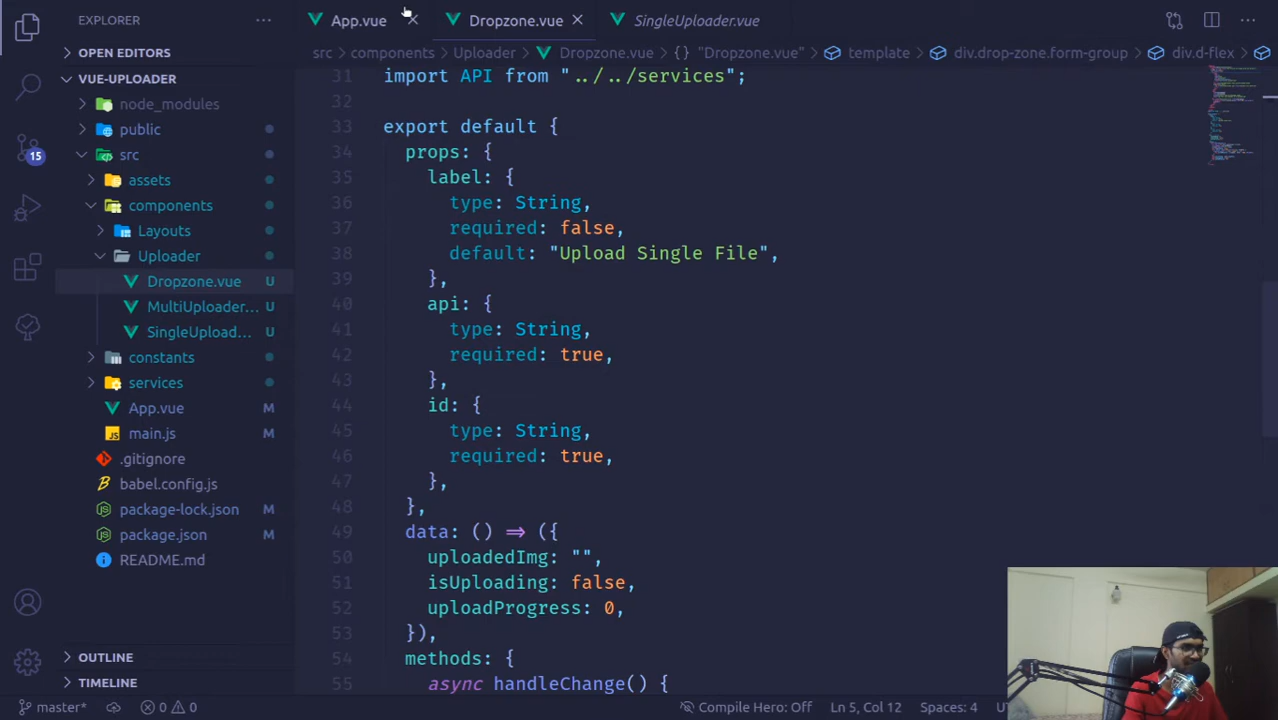 EXPLORER
App.vue
Dropzone.vue
SingleUploader.vue
OPEN EDITORS
src > components > Uploader > Dropzone.vue > {} "Dropzone.vue" > template > div.drop-zone.form-group > div.d-flex >
VUE-UPLOADER
node_modules
public
src
assets
components
Layouts
Uploader
Dropzone.vue U
MultiUploader... U
SingleUpload... U
constants
services
App.vue M
main.js M
.gitignore
babel.config.js
package-lock.json M
package.json M
README.md
OUTLINE
TIMELINE
15
31 import API from "../../services";
32
33 export default {
34 props: {
35 label: {
36 type: String,
37 required: false,
38 default: "Upload Single File",
39 },
40 api: {
41 type: String,
42 required: true,
43 },
44 id: {
45 type: String,
46 required: true,
47 },
48 },
49 data: () => ({
50 uploadedImg: "",
51 isUploading: false,
52 uploadProgress: 0,
53 }),
54 methods: {
55 async handleChange() {
master* 0 0 Compile Hero: Off Ln 5, Col 12 Spaces: 4